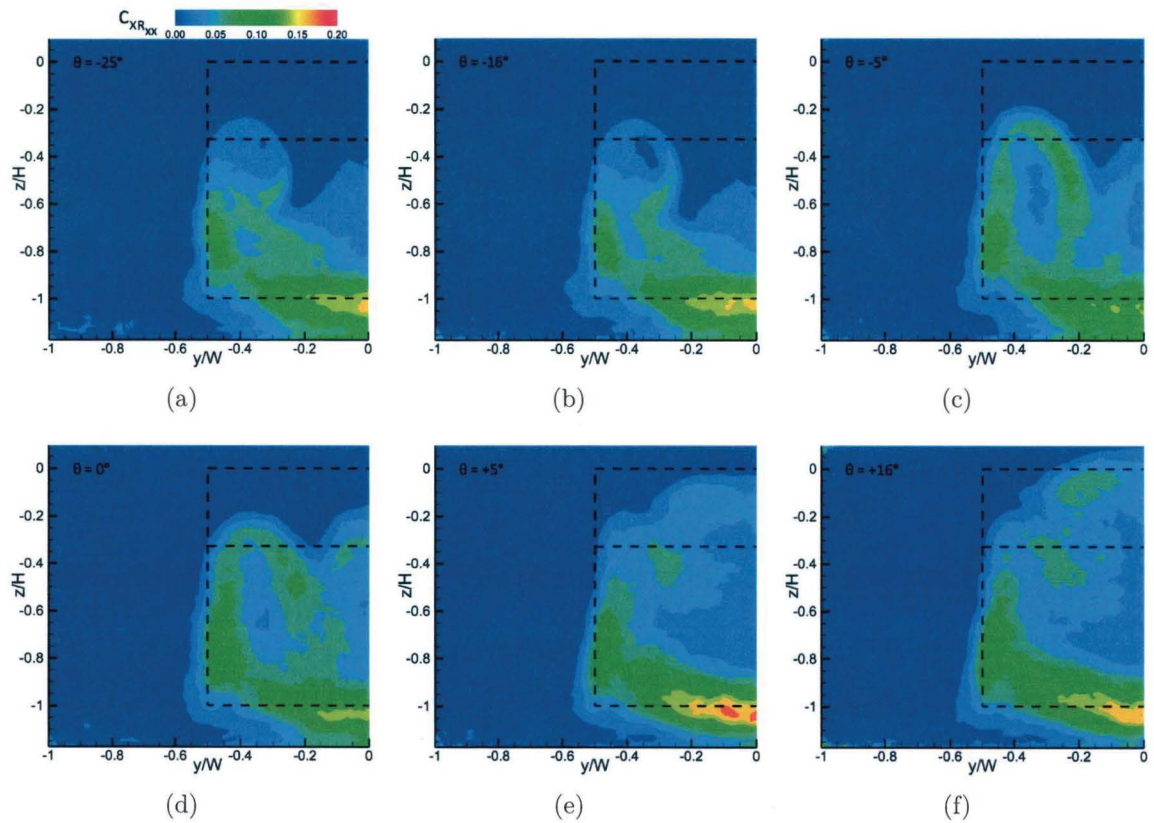 C_XR_xx
0.00 0.05 0.10 0.15 0.20
θ = -25°
θ = -16°
θ = -5°
0 0 0
-0.2 -0.2 -0.2
-0.4 -0.4 -0.4
z/H z/H z/H
-0.6 -0.6 -0.6
-0.8 -0.8 -0.8
-1 -1 -1
-1 -0.8 -0.6 -0.4 -0.2 0
-1 -0.8 -0.6 -0.4 -0.2 0
-1 -0.8 -0.6 -0.4 -0.2 0
y/W y/W y/W
(a) (b) (c)
θ = 0°
θ = +5°
θ = +16°
0 0 0
-0.2 -0.2 -0.2
-0.4 -0.4 -0.4
z/H z/H z/H
-0.6 -0.6 -0.6
-0.8 -0.8 -0.8
-1 -1 -1
-1 -0.8 -0.6 -0.4 -0.2 0
-1 -0.8 -0.6 -0.4 -0.2 0
-1 -0.8 -0.6 -0.4 -0.2 0
y/W y/W y/W
(d) (e) (f)